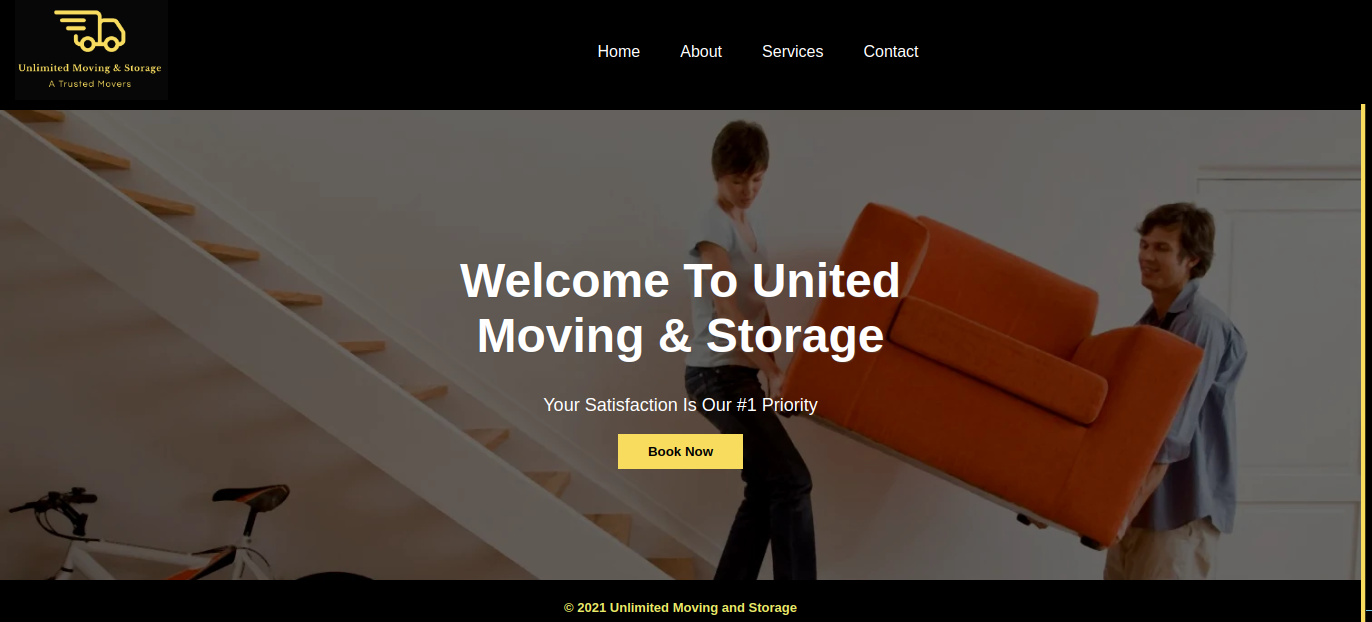 Unlimited Moving & Storage
A Trusted Movers
Home
About
Services
Contact
Welcome To United
Moving & Storage
Your Satisfaction Is Our #1 Priority
Book Now
© 2021 Unlimited Moving and Storage